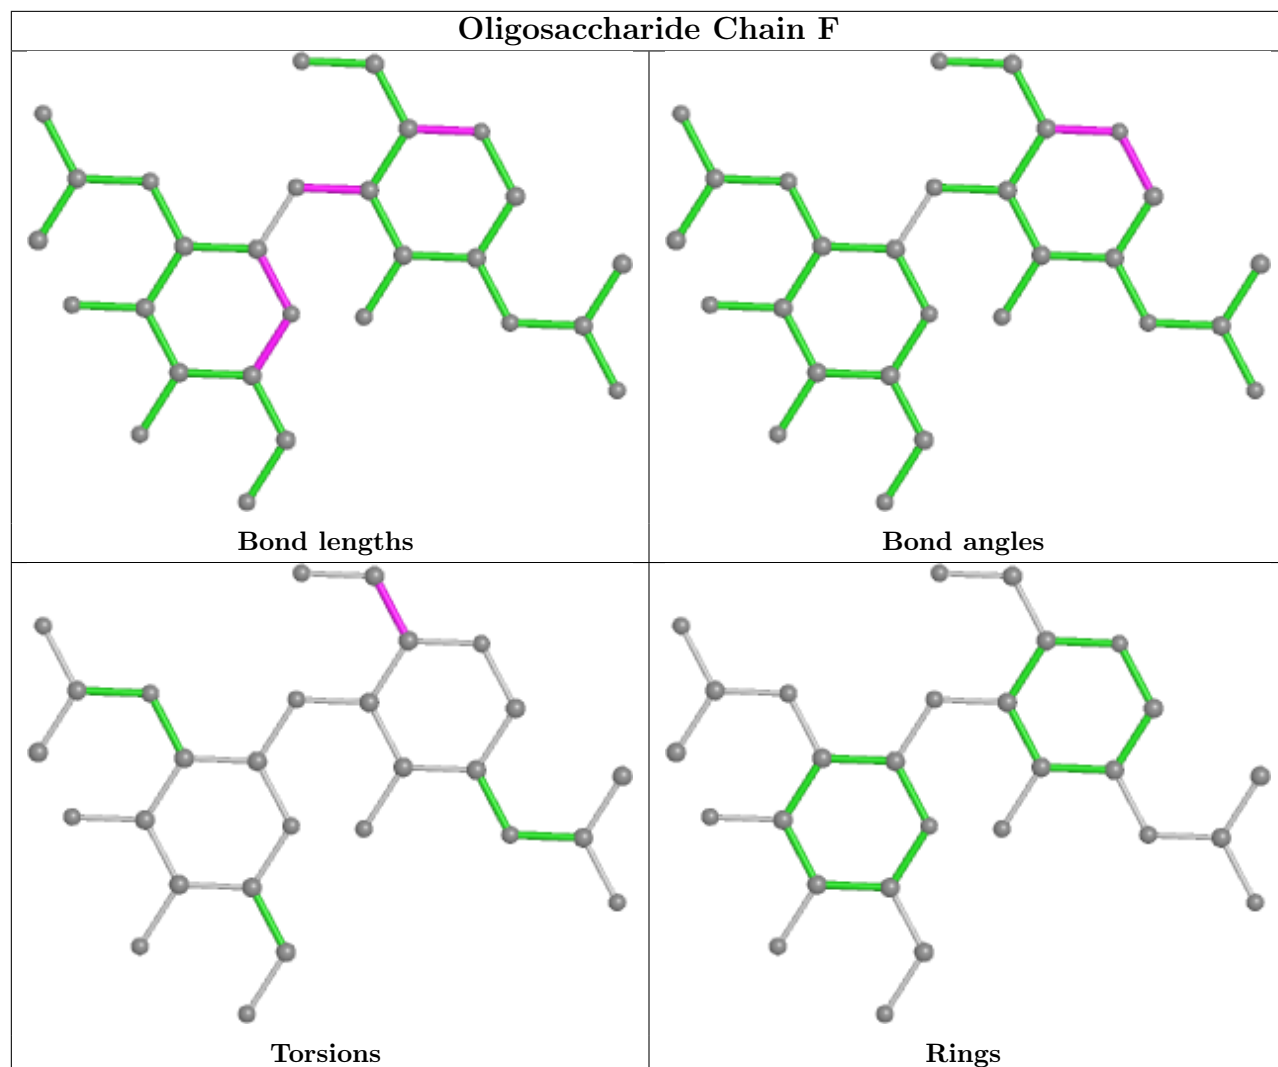 Oligosaccharide Chain F
Bond lengths
Bond angles
Torsions
Rings